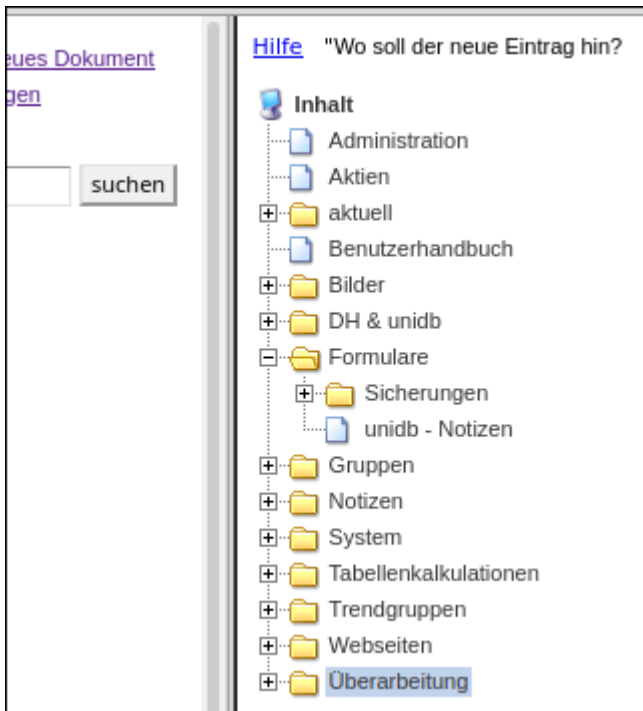 eues Dokument
gen
suchen
Hilfe "Wo soll der neue Eintrag hin?
Inhalt
Administration
Aktien
aktuell
Benutzerhandbuch
Bilder
DH & unidb
Formulare
Sicherungen
unidb - Notizen
Gruppen
Notizen
System
Tabellenkalkulationen
Trendgruppen
Webseiten
Überarbeitung